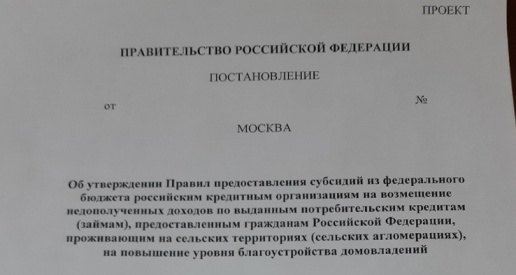 ПРОЕКТ
ПРАВИТЕЛЬСТВО РОССИЙСКОЙ ФЕДЕРАЦИИ
ПОСТАНОВЛЕНИЕ
от №
МОСКВА
Об утверждении Правил предоставления субсидий из федерального
бюджета российским кредитным организациям на возмещение
недополученных доходов по выданным потребительским кредитам
(займам), предоставленным гражданам Российской Федерации,
проживающим на сельских территориях (сельских агломерациях),
на повышение уровня благоустройства домовладений